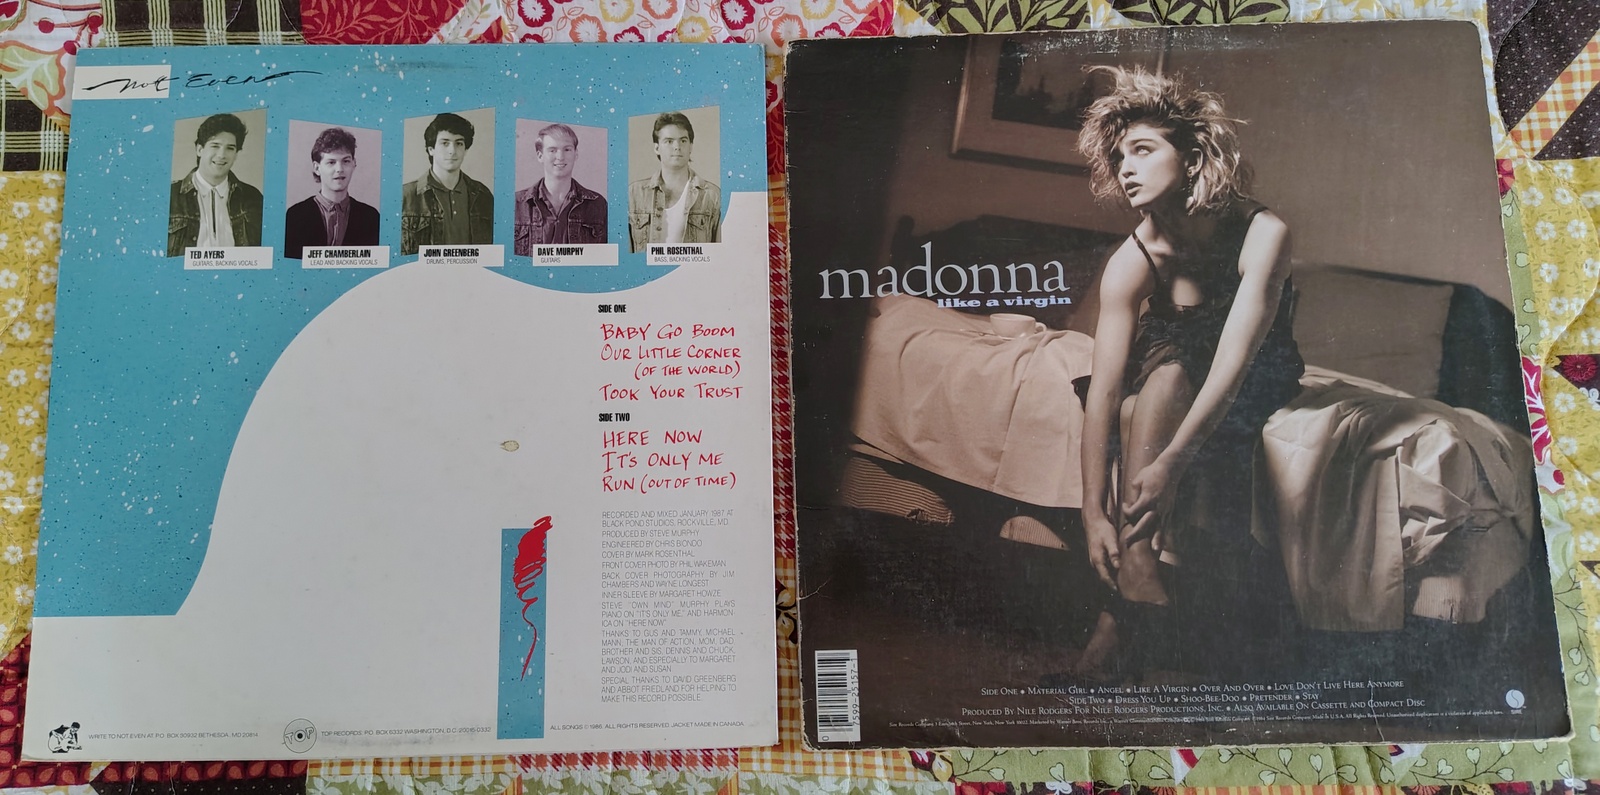 Not Even
TED AYERS
GUITARS, BACKING VOCALS
JEFF CHAMBERLAIN
LEAD AND BACKING VOCALS
JOHN GREENBERG
DRUMS, PERCUSSION
DAVE MURPHY
GUITARS
PHIL ROSENTHAL
BASS, BACKING VOCALS
SIDE ONE
BABY GO BOOM
OUR LITTLE CORNER
(OF THE WORLD)
TOOK YOUR TRUST
SIDE TWO
HERE NOW
IT'S ONLY ME
RUN (OUT OF TIME)
RECORDED AND MIXED JANUARY 1987 AT
BLACK POND STUDIOS, ROCKVILLE, MD
PRODUCED BY STEVE MURPHY
ENGINEERED BY CHRIS BIONDO
COVER BY MARK ROSENTHAL
FRONT COVER PHOTO BY PHIL WAKEMAN
BACK COVER PHOTOGRAPHY BY JIM
CHAMBERS AND WAYNE LONGEST
INNER SLEEVE BY MARGARET HOWZE
STEVE "OWN MIND" MURPHY PLAYS
PIANO ON "IT'S ONLY ME," AND HARMON-
ICA ON "HERE NOW"
THANKS TO GUS AND TAMMY, MICHAEL
MANN, THE MAN OF ACTION, MOM, DAD,
BROTHER AND SIS, DENNIS AND CHUCK,
LAWSON, AND ESPECIALLY TO MARGARET
AND JODI AND SUSAN
SPECIAL THANKS TO DAVID GREENBERG
AND ABBOT FRIEDLAND FOR HELPING TO
MAKE THIS RECORD POSSIBLE.
WRITE TO NOT EVEN AT P.O. BOX 30932 BETHESDA, MD 20814
TOP
TOP RECORDS, P.O. BOX 6332 WASHINGTON, D.C. 20015-0332
ALL SONGS © 1986. ALL RIGHTS RESERVED. JACKET MADE IN CANADA.
madonna
like a virgin
SIDE ONE • MATERIAL GIRL • ANGEL • LIKE A VIRGIN • OVER AND OVER • LOVE DON'T LIVE HERE ANYMORE
SIDE TWO • DRESS YOU UP • SHOO-BEE-DOO • PRETENDER • STAY
PRODUCED BY NILE RODGERS FOR NILE RODGERS PRODUCTIONS, INC. • ALSO AVAILABLE ON CASSETTE AND COMPACT DISC
0 7599-25157-1
SIRE